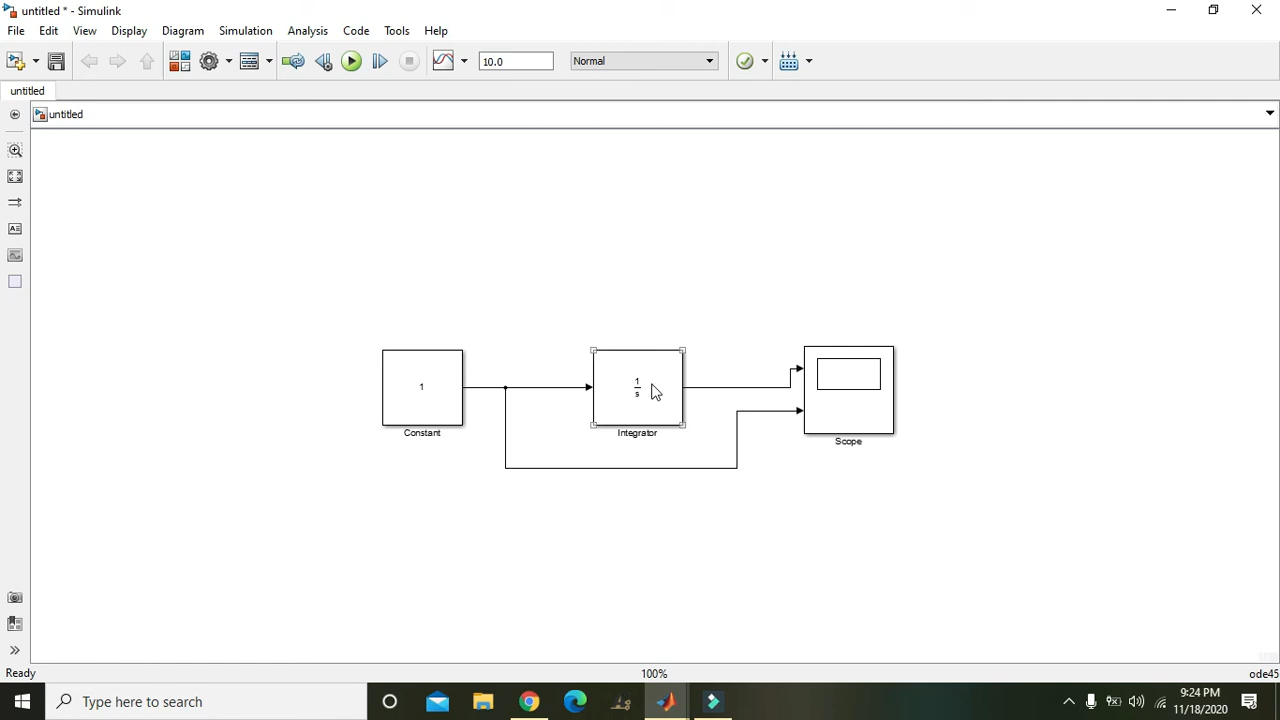 untitled * - Simulink
File Edit View Display Diagram Simulation Analysis Code Tools Help
10.0 Normal
untitled
untitled
1
1
s
Constant
Integrator
Scope
Ready 100% ode45
Type here to search
9:24 PM
11/18/2020